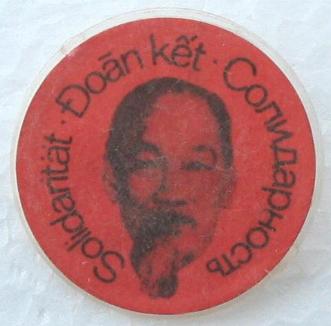 Solidarität · Đoàn kết · Солидарность